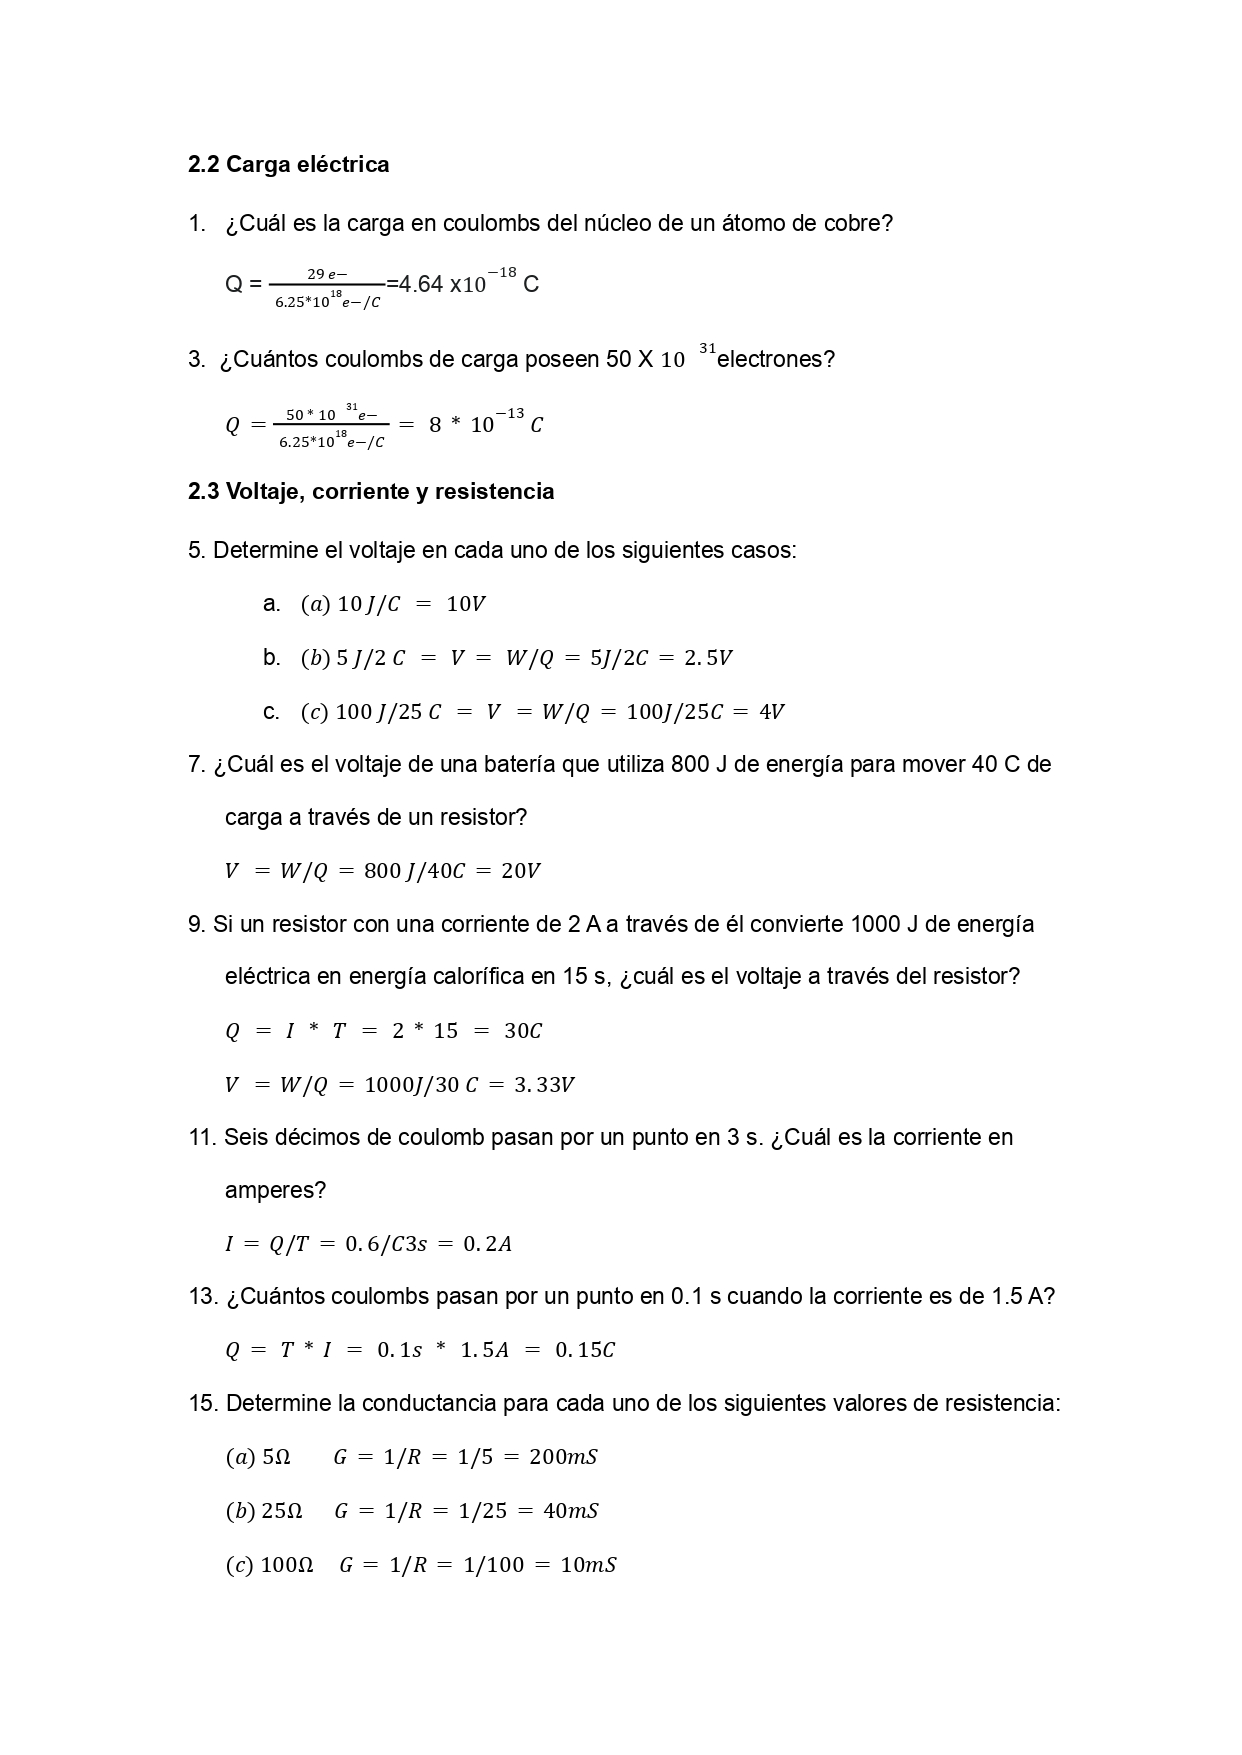 2.2 Carga eléctrica
1. ¿Cuál es la carga en coulombs del núcleo de un átomo de cobre?
Q = \frac{29 e−}{6.25*10^{18}e−/C}=4.64 x10^{−18} C
3. ¿Cuántos coulombs de carga poseen 50 X 10 ^{31}electrones?
Q = \frac{50 * 10 ^{31}e−}{6.25*10^{18}e−/C} = 8 * 10^{−13} C
2.3 Voltaje, corriente y resistencia
5. Determine el voltaje en cada uno de los siguientes casos:
a. (a) 10 J/C = 10V
b. (b) 5 J/2 C = V = W/Q = 5J/2C = 2.5V
c. (c) 100 J/25 C = V = W/Q = 100J/25C = 4V
7. ¿Cuál es el voltaje de una batería que utiliza 800 J de energía para mover 40 C de
carga a través de un resistor?
V = W/Q = 800 J/40C = 20V
9. Si un resistor con una corriente de 2 A a través de él convierte 1000 J de energía
eléctrica en energía calorífica en 15 s, ¿cuál es el voltaje a través del resistor?
Q = I * T = 2 * 15 = 30C
V = W/Q = 1000J/30 C = 3.33V
11. Seis décimos de coulomb pasan por un punto en 3 s. ¿Cuál es la corriente en
amperes?
I = Q/T = 0.6/C3s = 0.2A
13. ¿Cuántos coulombs pasan por un punto en 0.1 s cuando la corriente es de 1.5 A?
Q = T * I = 0.1s * 1.5A = 0.15C
15. Determine la conductancia para cada uno de los siguientes valores de resistencia:
(a) 5Ω G = 1/R = 1/5 = 200mS
(b) 25Ω G = 1/R = 1/25 = 40mS
(c) 100Ω G = 1/R = 1/100 = 10mS